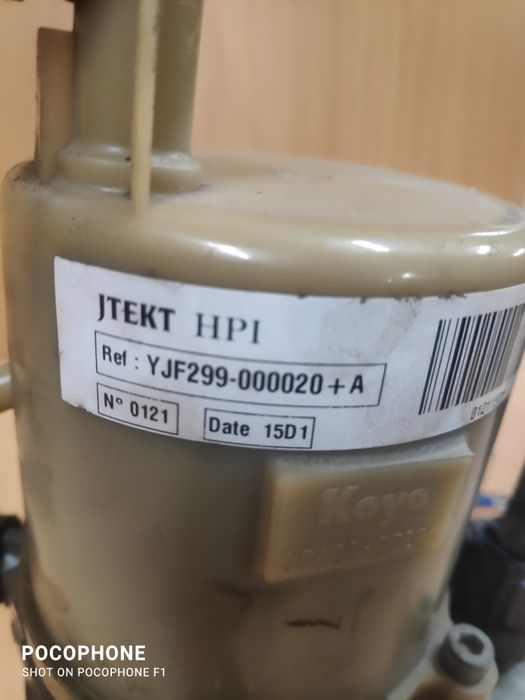 JTEKT HPI
Ref : YJF299-000020+A
N° 0121
Date 15D1
Koyo
POCOPHONE
SHOT ON POCOPHONE F1